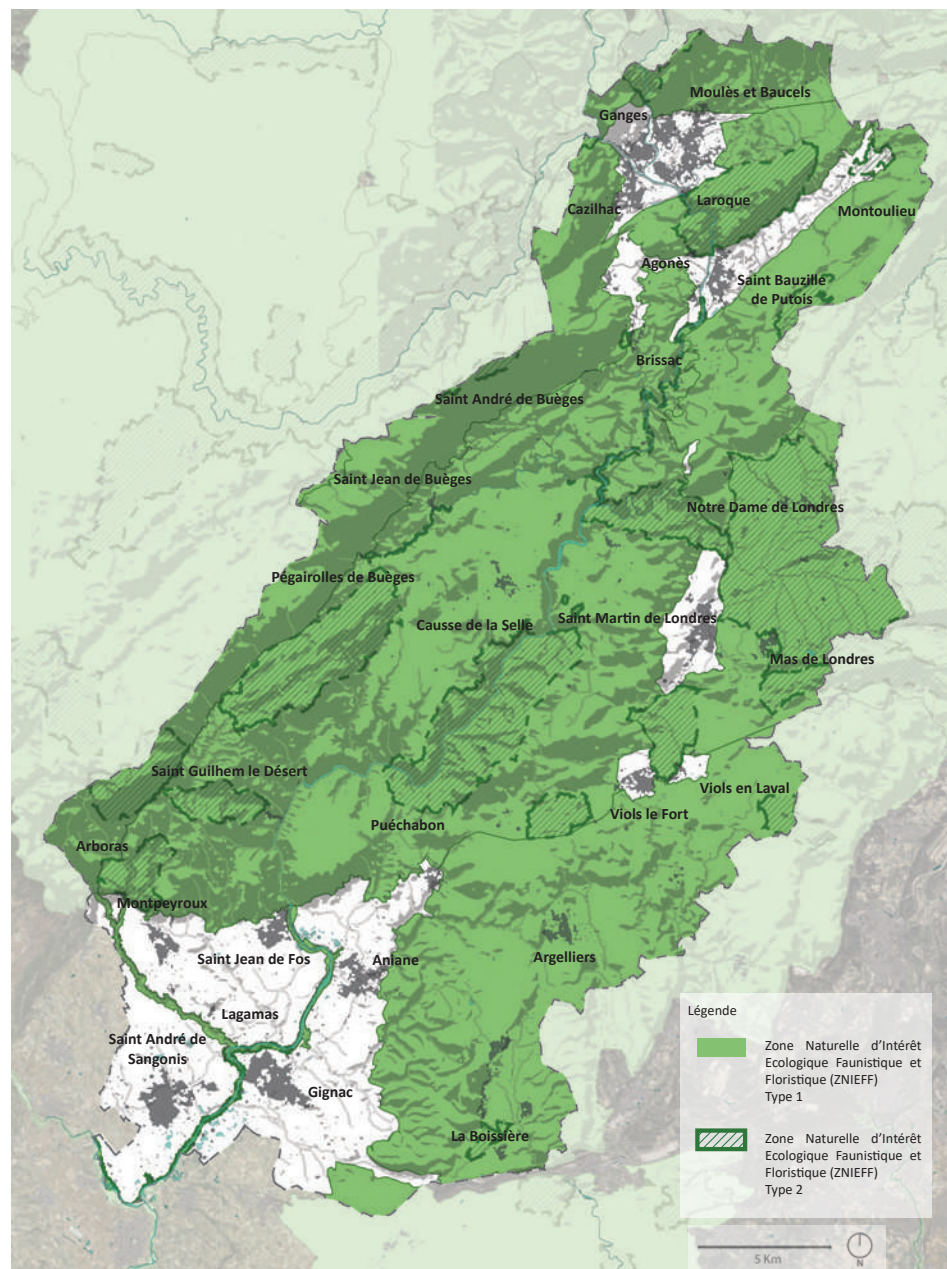 Moulès et Baucels
Ganges
Laroque
Cazilhac
Montoulieu
Agonès
Saint Bauzille
de Putois
Brissac
Saint André de Buèges
Saint Jean de Buèges
Notre Dame de Londres
Pégairolles de Buèges
Causse de la Selle
Saint Martin de Londres
Mas de Londres
Saint Guilhem le Désert
Viols en Laval
Viols le Fort
Puéchabon
Arboras
Montpeyroux
Saint Jean de Fos
Aniane
Argelliers
Lagamas
Saint André de
Sangonis
Gignac
La Boissière
Légende
Zone Naturelle d'Intérêt
Ecologique Faunistique et
Floristique (ZNIEFF)
Type 1
Zone Naturelle d'Intérêt
Ecologique Faunistique et
Floristique (ZNIEFF)
Type 2
5 Km
N